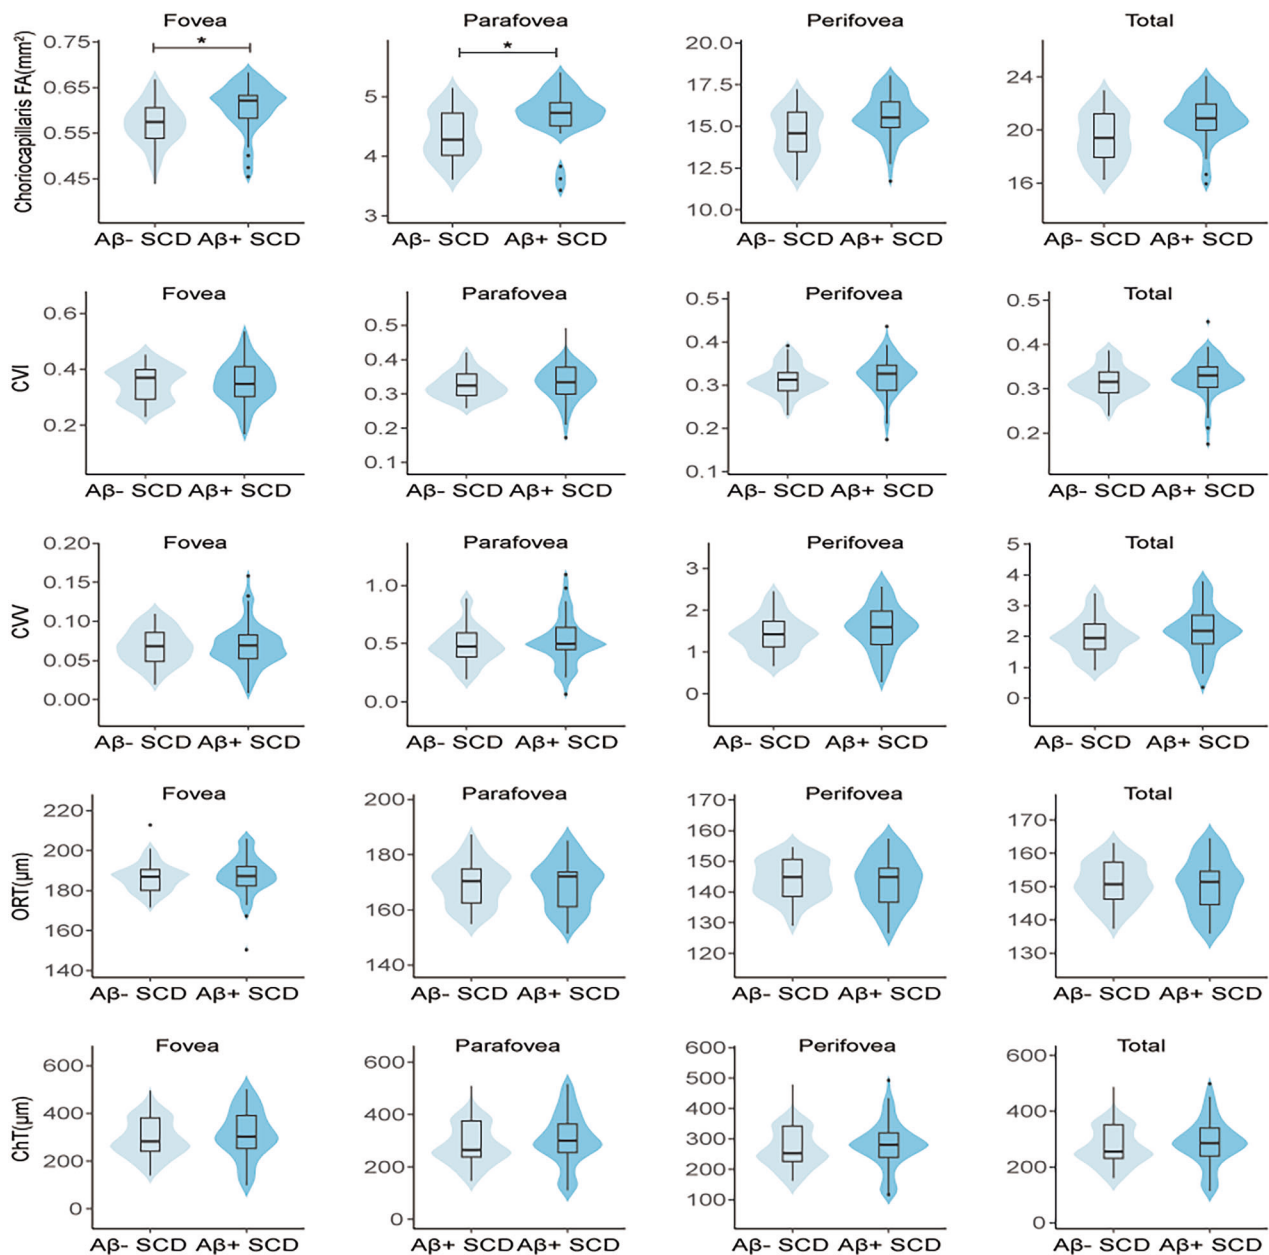 Fovea Parafovea Perifovea Total
Choriocapillaris FA(mm²)
0.75 0.65 0.55 0.45
*
5 4 3
*
20.0 17.5 15.0 12.5 10.0
24 20 16
Aβ- SCD Aβ+ SCD Aβ- SCD Aβ+ SCD Aβ- SCD Aβ+ SCD Aβ- SCD Aβ+ SCD
Fovea Parafovea Perifovea Total
CVI
0.6 0.4 0.2
0.5 0.4 0.3 0.2 0.1
0.5 0.4 0.3 0.2 0.1
0.5 0.4 0.3 0.2
Aβ- SCD Aβ+ SCD Aβ- SCD Aβ+ SCD Aβ- SCD Aβ+ SCD Aβ- SCD Aβ+ SCD
Fovea Parafovea Perifovea Total
CVV
0.20 0.15 0.10 0.05 0.00
1.0 0.5 0.0
3 2 1 0
5 4 3 2 1 0
Aβ- SCD Aβ+ SCD Aβ- SCD Aβ+ SCD Aβ- SCD Aβ+ SCD Aβ- SCD Aβ+ SCD
Fovea Parafovea Perifovea Total
ORT(μm)
220 200 180 160 140
200 180 160 140
170 160 150 140 130 120
170 160 150 140 130
Aβ- SCD Aβ+ SCD Aβ- SCD Aβ+ SCD Aβ- SCD Aβ+ SCD Aβ- SCD Aβ+ SCD
Fovea Parafovea Perifovea Total
ChT(μm)
600 400 200 0
600 400 200 0
600 500 400 300 200 100
600 400 200 0
Aβ- SCD Aβ+ SCD Aβ+ SCD Aβ+ SCD Aβ- SCD Aβ+ SCD Aβ- SCD Aβ+ SCD